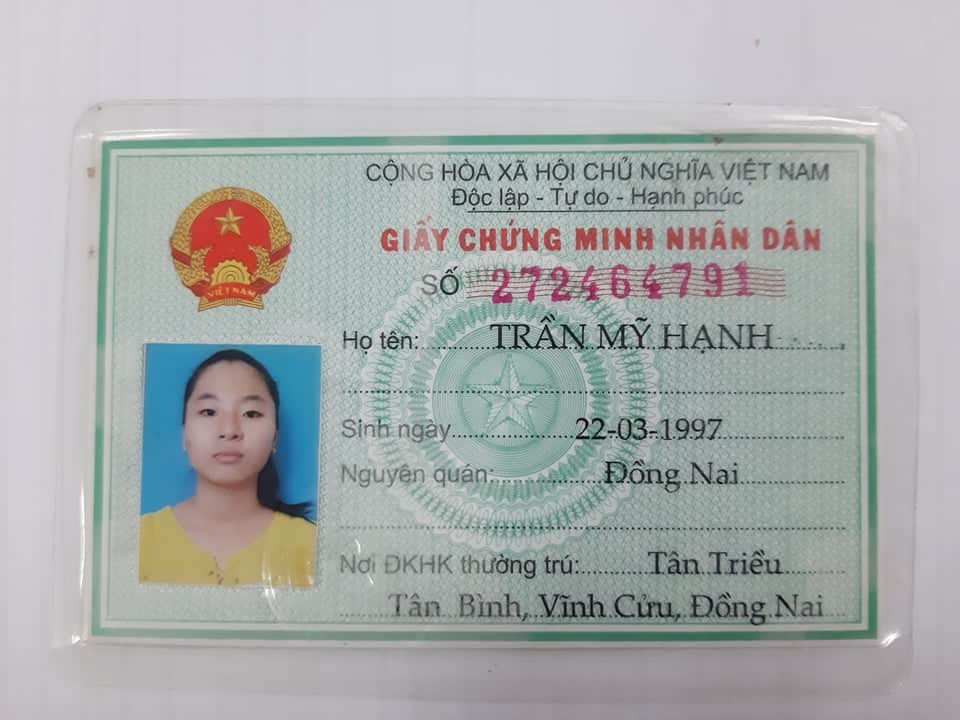 CỘNG HÒA XÃ HỘI CHỦ NGHĨA VIỆT NAM
Độc lập - Tự do - Hạnh phúc
GIẤY CHỨNG MINH NHÂN DÂN
SỐ 272464791
VIỆT NAM
Họ tên: TRẦN MỸ HẠNH
Sinh ngày 22-03-1997
Nguyên quán: Đồng Nai
Nơi ĐKHK thường trú: Tân Triều
Tân Bình, Vĩnh Cửu, Đồng Nai